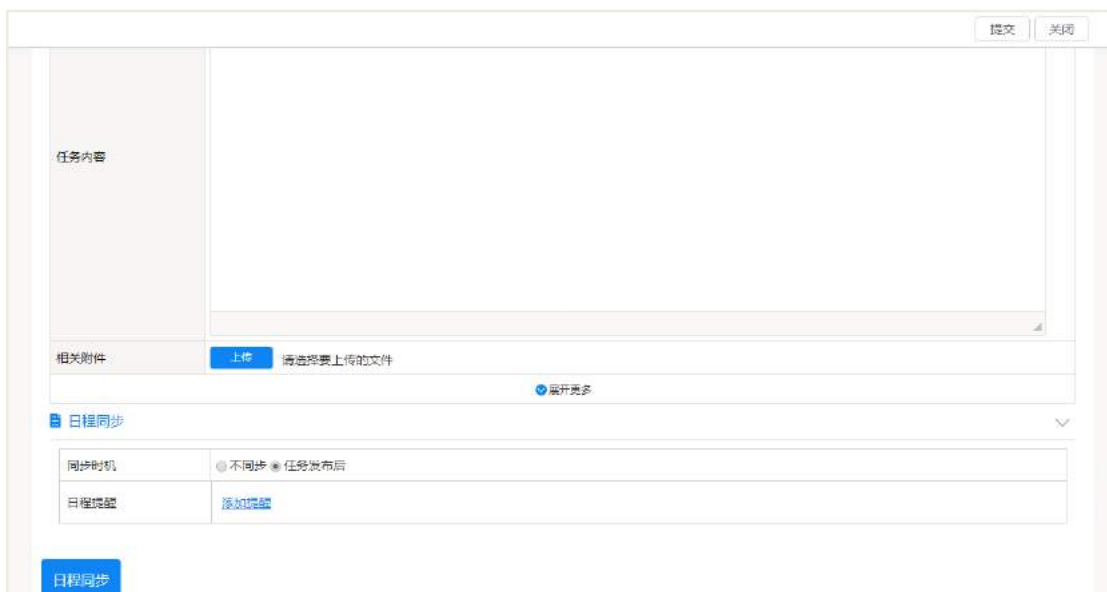 提交 关闭
任务内容
相关附件 上传 请选择要上传的文件
展开更多
日程同步
同步时机 不同步 任务发布后
日程提醒 添加提醒
日程同步